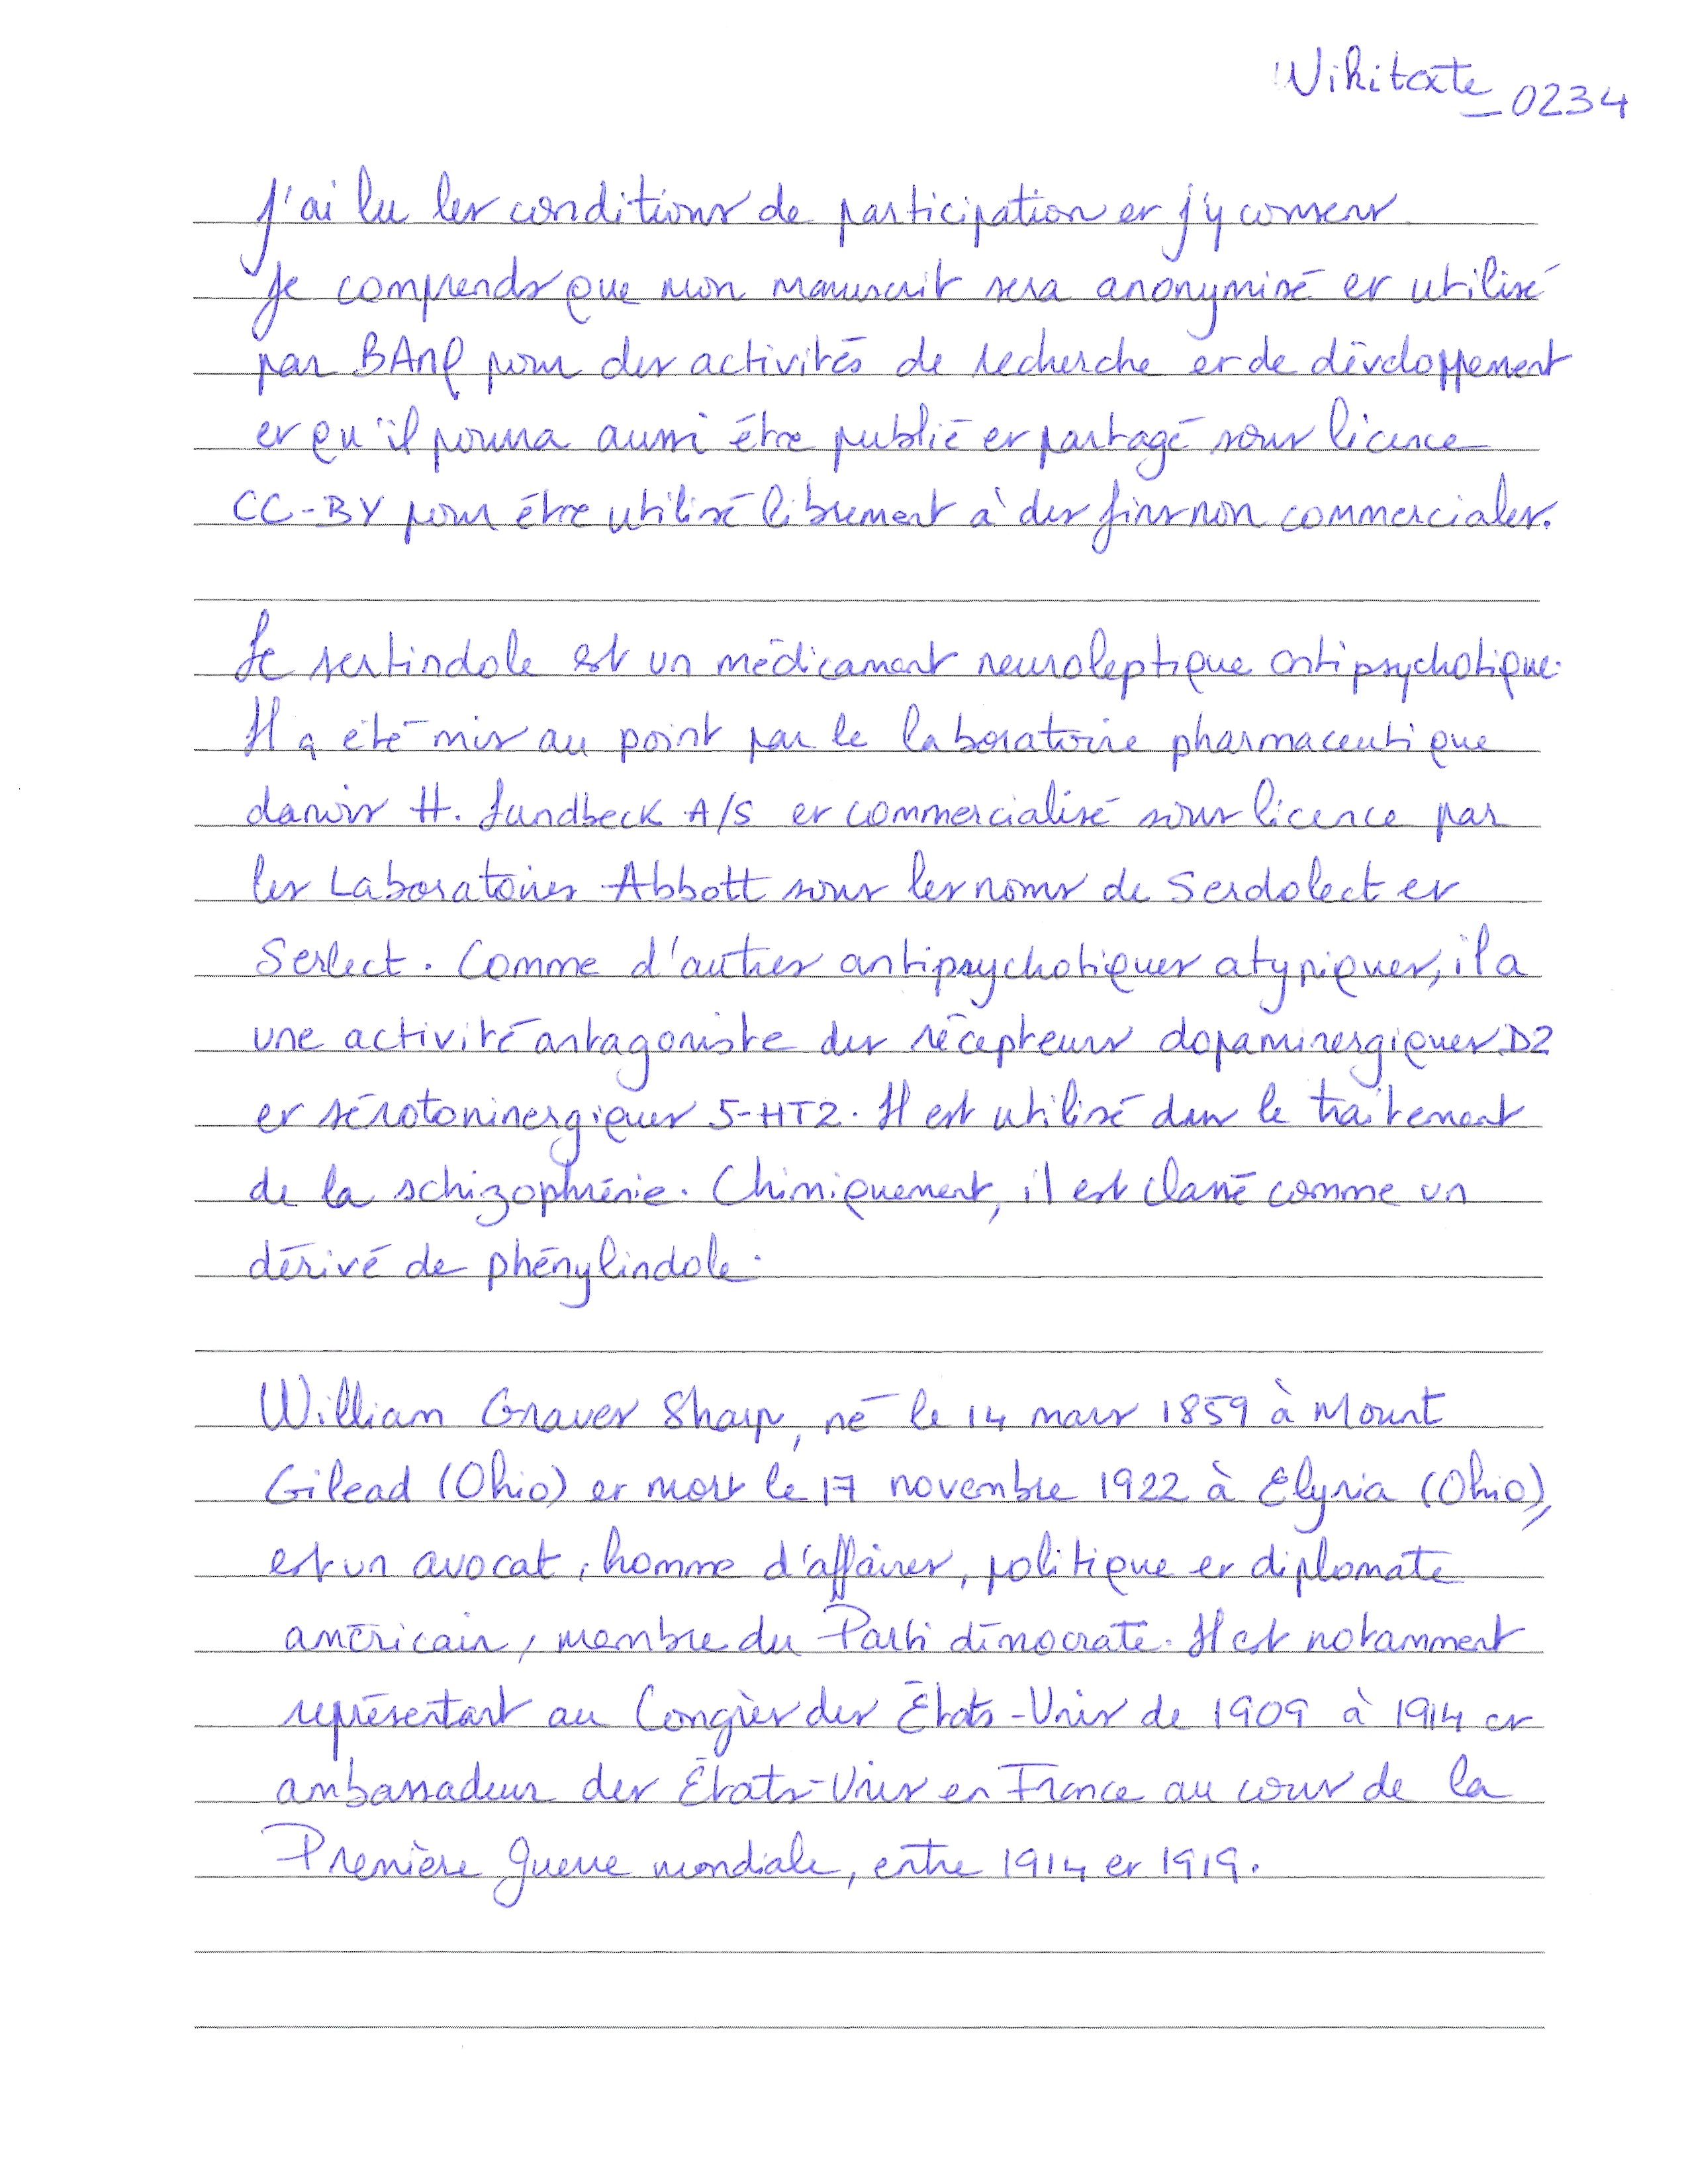 Wikitexte_0234
J'ai lu les conditions de participation et j'y consens
Je comprends que mon manuscrit sera anonymisé et utilisé
par BAnQ pour des activités de recherche et de développement
et qu'il pourra aussi être publié et partagé sous licence
CC-BY pour être utilisé librement à des fins non commerciales.
Le sertindole est un médicament neuroleptique antipsychotique.
Il a été mis au point par le laboratoire pharmaceutique
danois H. Lundbeck A/S et commercialisé sous licence par
les Laboratoires Abbott sous les noms de Serdolect et
Serlect. Comme d'autres antipsychotiques atypiques, il a
une activité antagoniste des récepteurs dopaminergiques D2
et sérotoninergiques 5-HT2. Il est utilisé dans le traitement
de la schizophrénie. Chimiquement, il est classé comme un
dérivé de phénylindole.
William Graves Sharp, né le 14 mars 1859 à Mount
Gilead (Ohio) et mort le 17 novembre 1922 à Elyria (Ohio),
est un avocat, homme d'affaires, politique et diplomate
américain, membre du Parti démocrate. Il est notamment
représentant au Congrès des États-Unis de 1909 à 1914 et
ambassadeur des États-Unis en France au cours de la
Première guerre mondiale, entre 1914 et 1919.